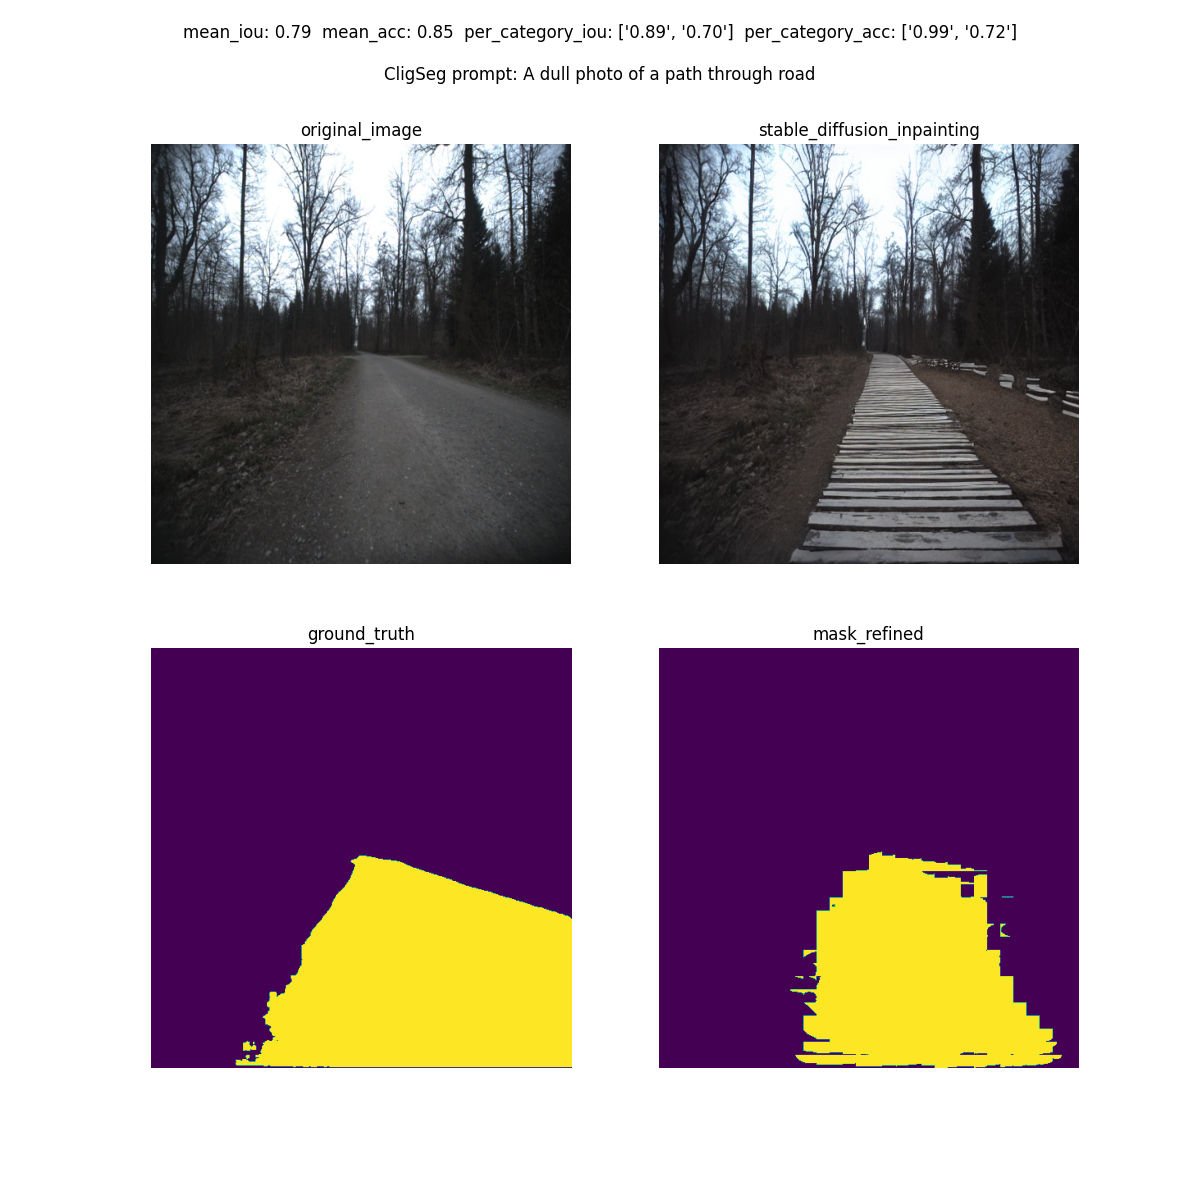 mean_iou: 0.79  mean_acc: 0.85  per_category_iou: ['0.89', '0.70']  per_category_acc: ['0.99', '0.72']
CligSeg prompt: A dull photo of a path through road
original_image
stable_diffusion_inpainting
ground_truth
mask_refined